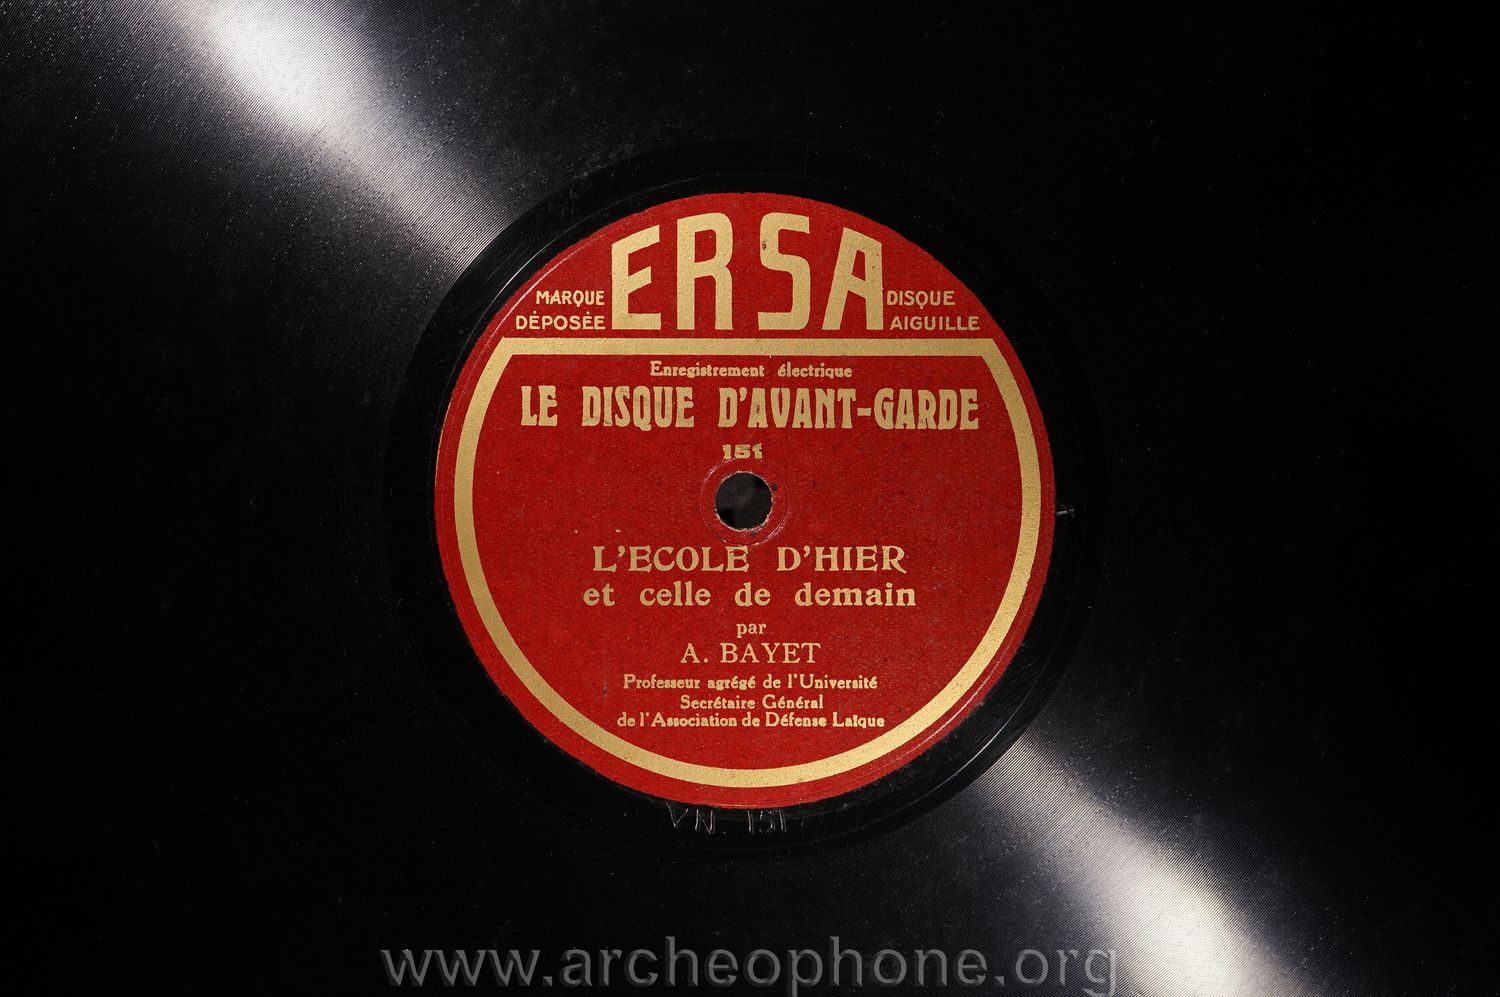 ERSA
MARQUE
DÉPOSÉE
DISQUE
AIGUILLE
Enregistrement électrique
LE DISQUE D'AVANT-GARDE
151
L'ECOLE D'HIER
et celle de demain
par
A. BAYET
Professeur agrégé de l'Université
Secrétaire Général
de l'Association de Défense Laïque
VN 151
www.archeophone.org